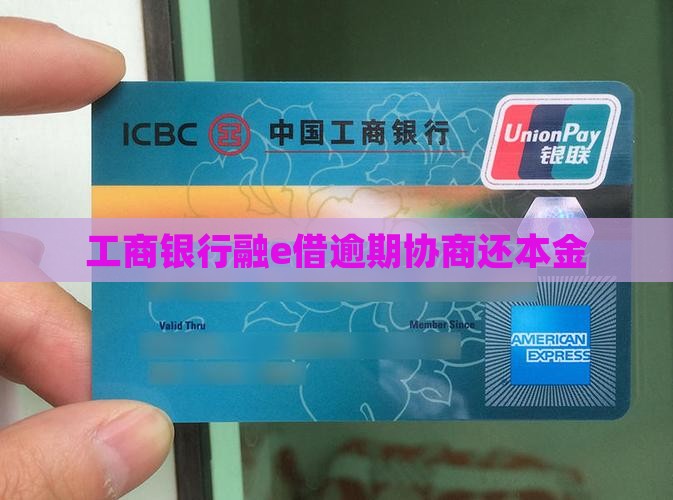 ICBC 中国工商银行
UnionPay
银联
工商银行融e借逾期协商还本金
Valid Thru
Member Since
AMERICAN
EXPRESS